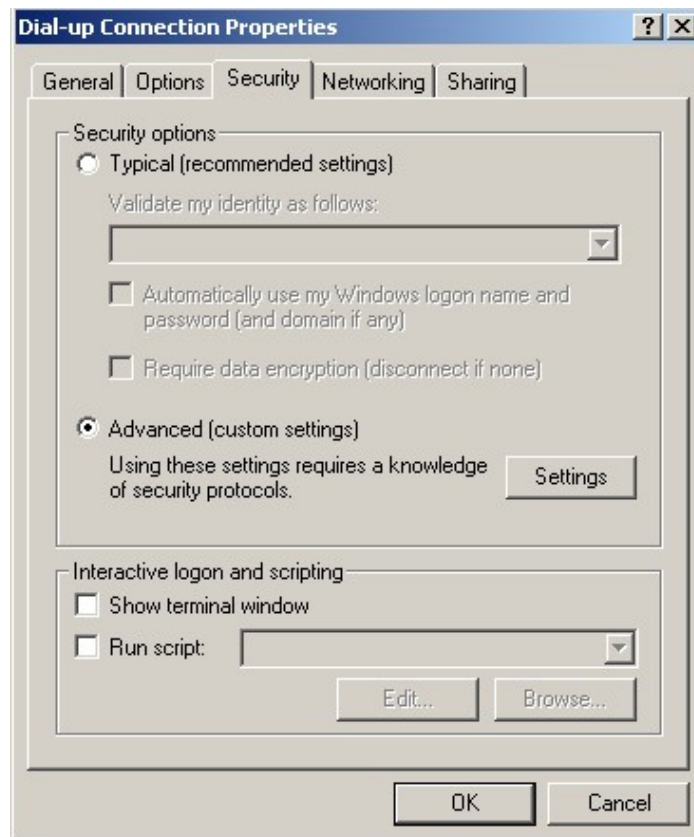 Dial-up Connection Properties
General Options Security Networking Sharing
Security options
Typical (recommended settings)
Validate my identity as follows:
Automatically use my Windows logon name and
password (and domain if any)
Require data encryption (disconnect if none)
Advanced (custom settings)
Using these settings requires a knowledge
of security protocols.
Settings
Interactive logon and scripting
Show terminal window
Run script:
Edit... Browse...
OK Cancel